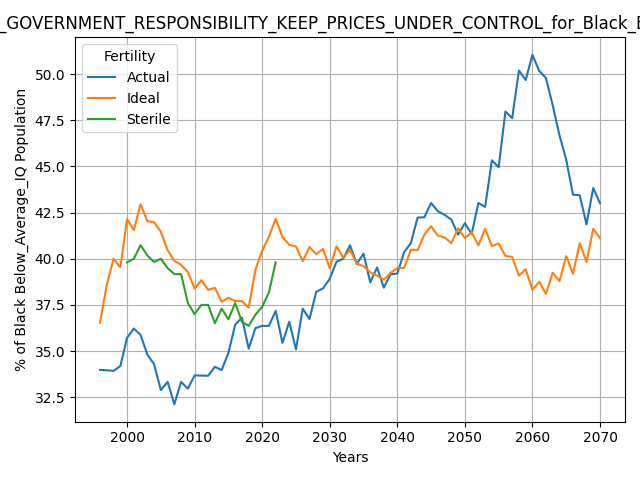 _GOVERNMENT_RESPONSIBILITY_KEEP_PRICES_UNDER_CONTROL_for_Black_B
Fertility
Actual
Ideal
Sterile
% of Black Below_Average_IQ Population
50.0
47.5
45.0
42.5
40.0
37.5
35.0
32.5
2000
2010
2020
2030
2040
2050
2060
2070
Years